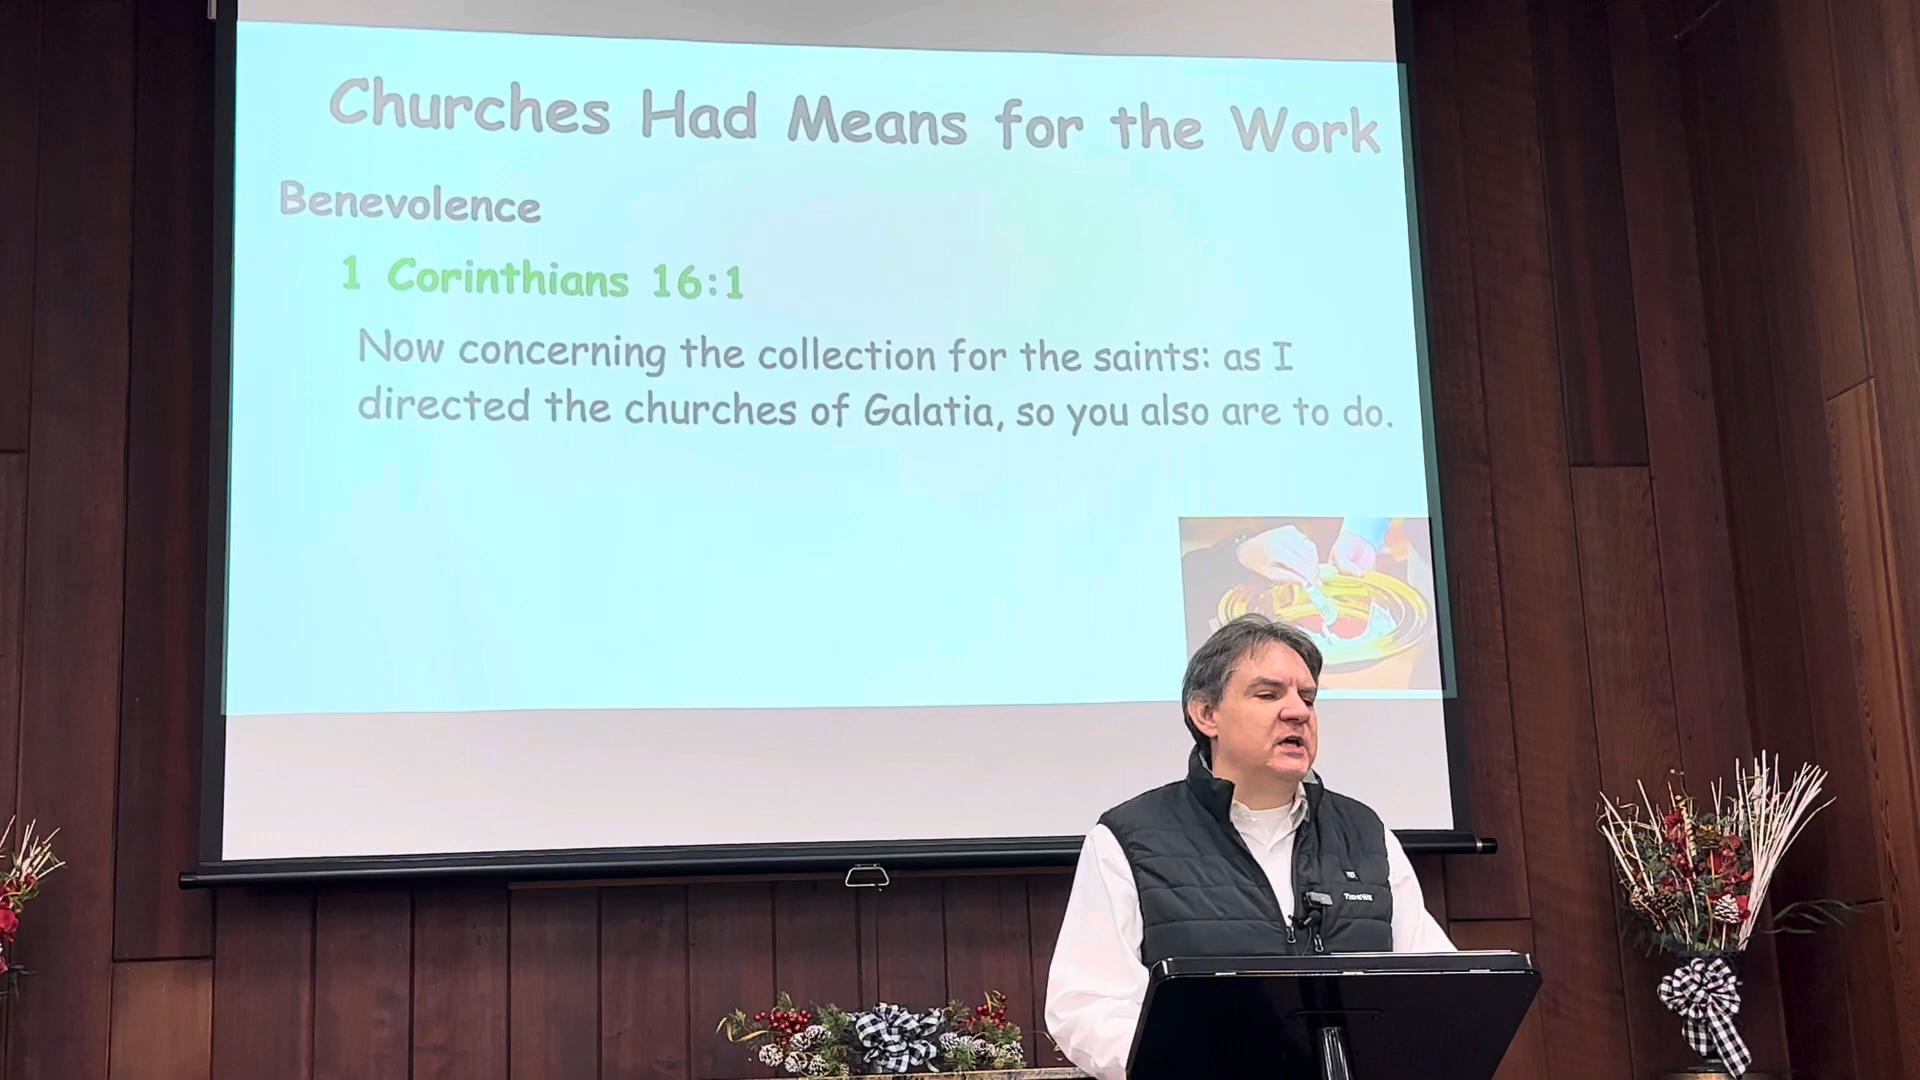 Churches Had Means for the Work
Benevolence
1 Corinthians 16:1
Now concerning the collection for the saints: as I
directed the churches of Galatia, so you also are to do.
TIDEWE